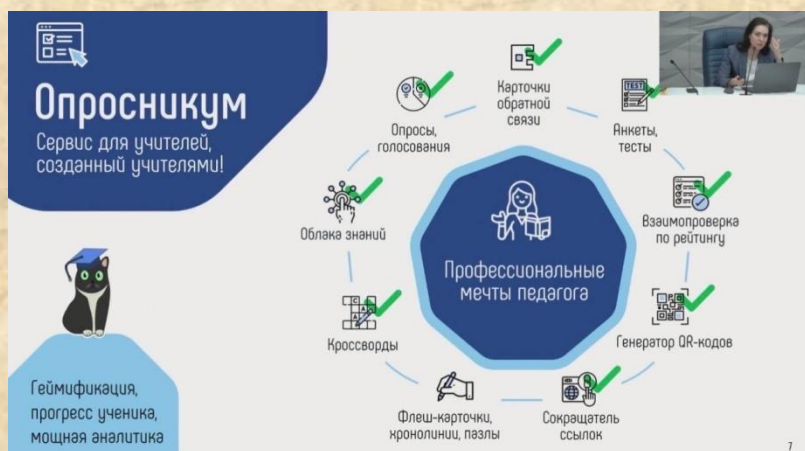 Опросникум
Сервис для учителей,
созданный учителями!
Карточки
обратной
связи
TEST
Опросы,
голосования
Анкеты,
тесты
Облака знаний
Взаимопроверка
по рейтингу
Профессиональные
мечты педагога
Кроссворды
Генератор QR-кодов
Флеш-карточки,
хронолинии, пазлы
Сокращатель
ссылок
Геймификация,
прогресс ученика,
мощная аналитика
7